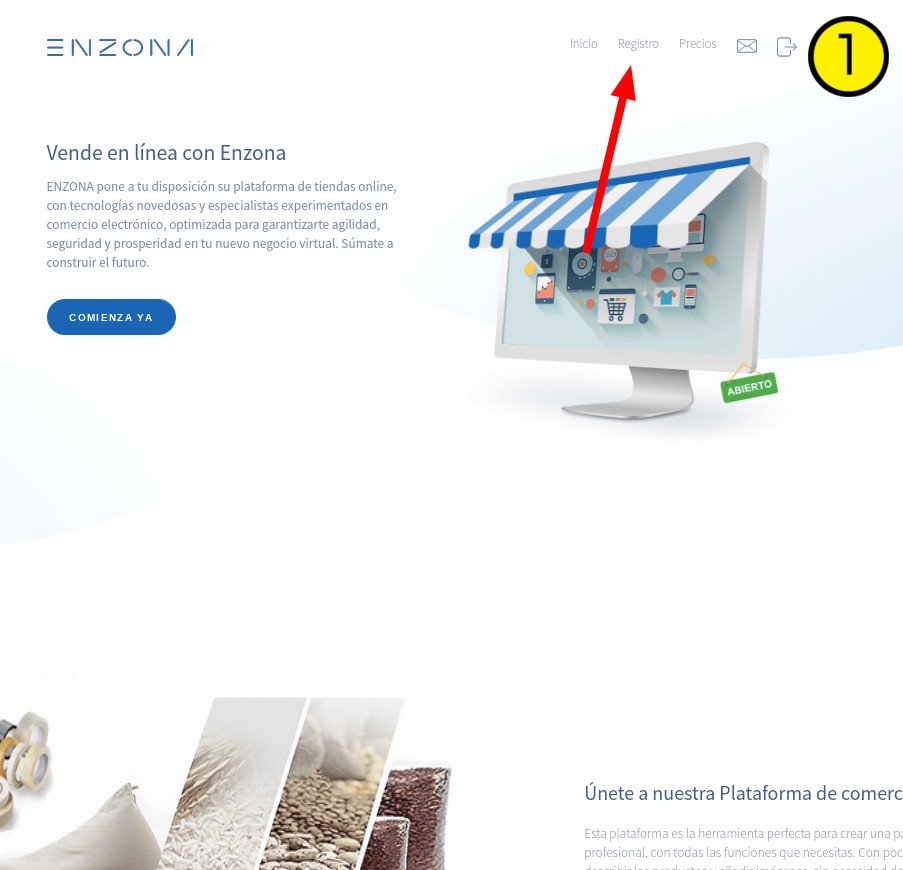 ENZONA
Inicio Registro Precios
1
Vende en línea con Enzona
ENZONA pone a tu disposición su plataforma de tiendas online,
con tecnologías novedosas y especialistas experimentados en
comercio electrónico, optimizada para garantizarte agilidad,
seguridad y prosperidad en tu nuevo negocio virtual. Súmate a
construir el futuro.
COMIENZA YA
ABIERTO
Únete a nuestra Plataforma de comerc
Esta plataforma es la herramienta perfecta para crear una pa
profesional, con todas las funciones que necesitas. Con poc